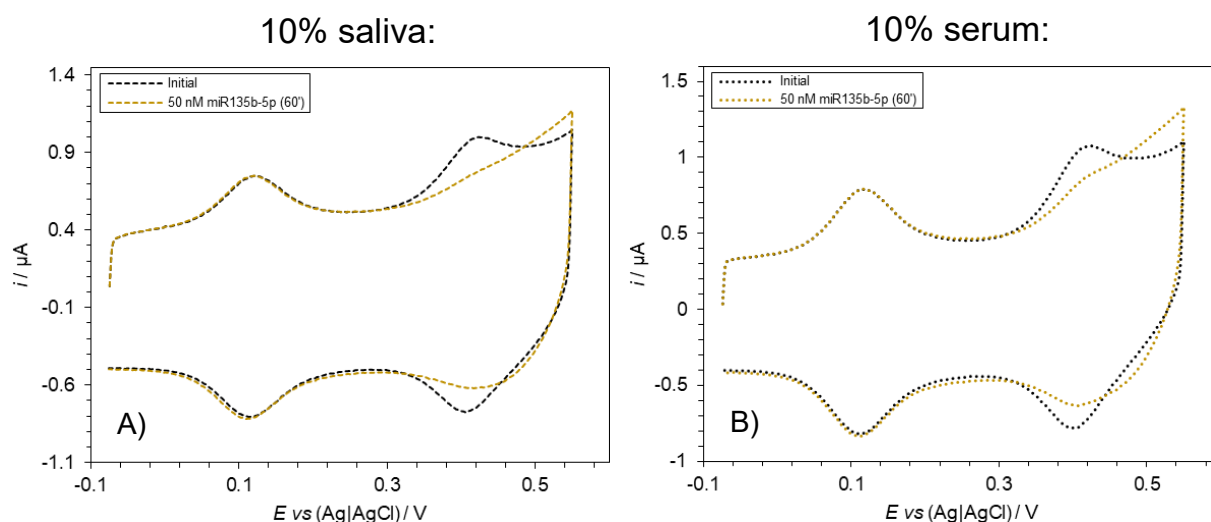 10% saliva:
Initial
50 nM miR135b-5p (60')
1.4
0.9
0.4
-0.1
-0.6
-1.1
i / µA
A)
-0.1
0.1
0.3
0.5
E vs (Ag|AgCl) / V
10% serum:
Initial
50 nM miR135b-5p (60')
1.5
1
0.5
0
-0.5
-1
i / µA
B)
-0.1
0.1
0.3
0.5
E vs (Ag|AgCl) / V